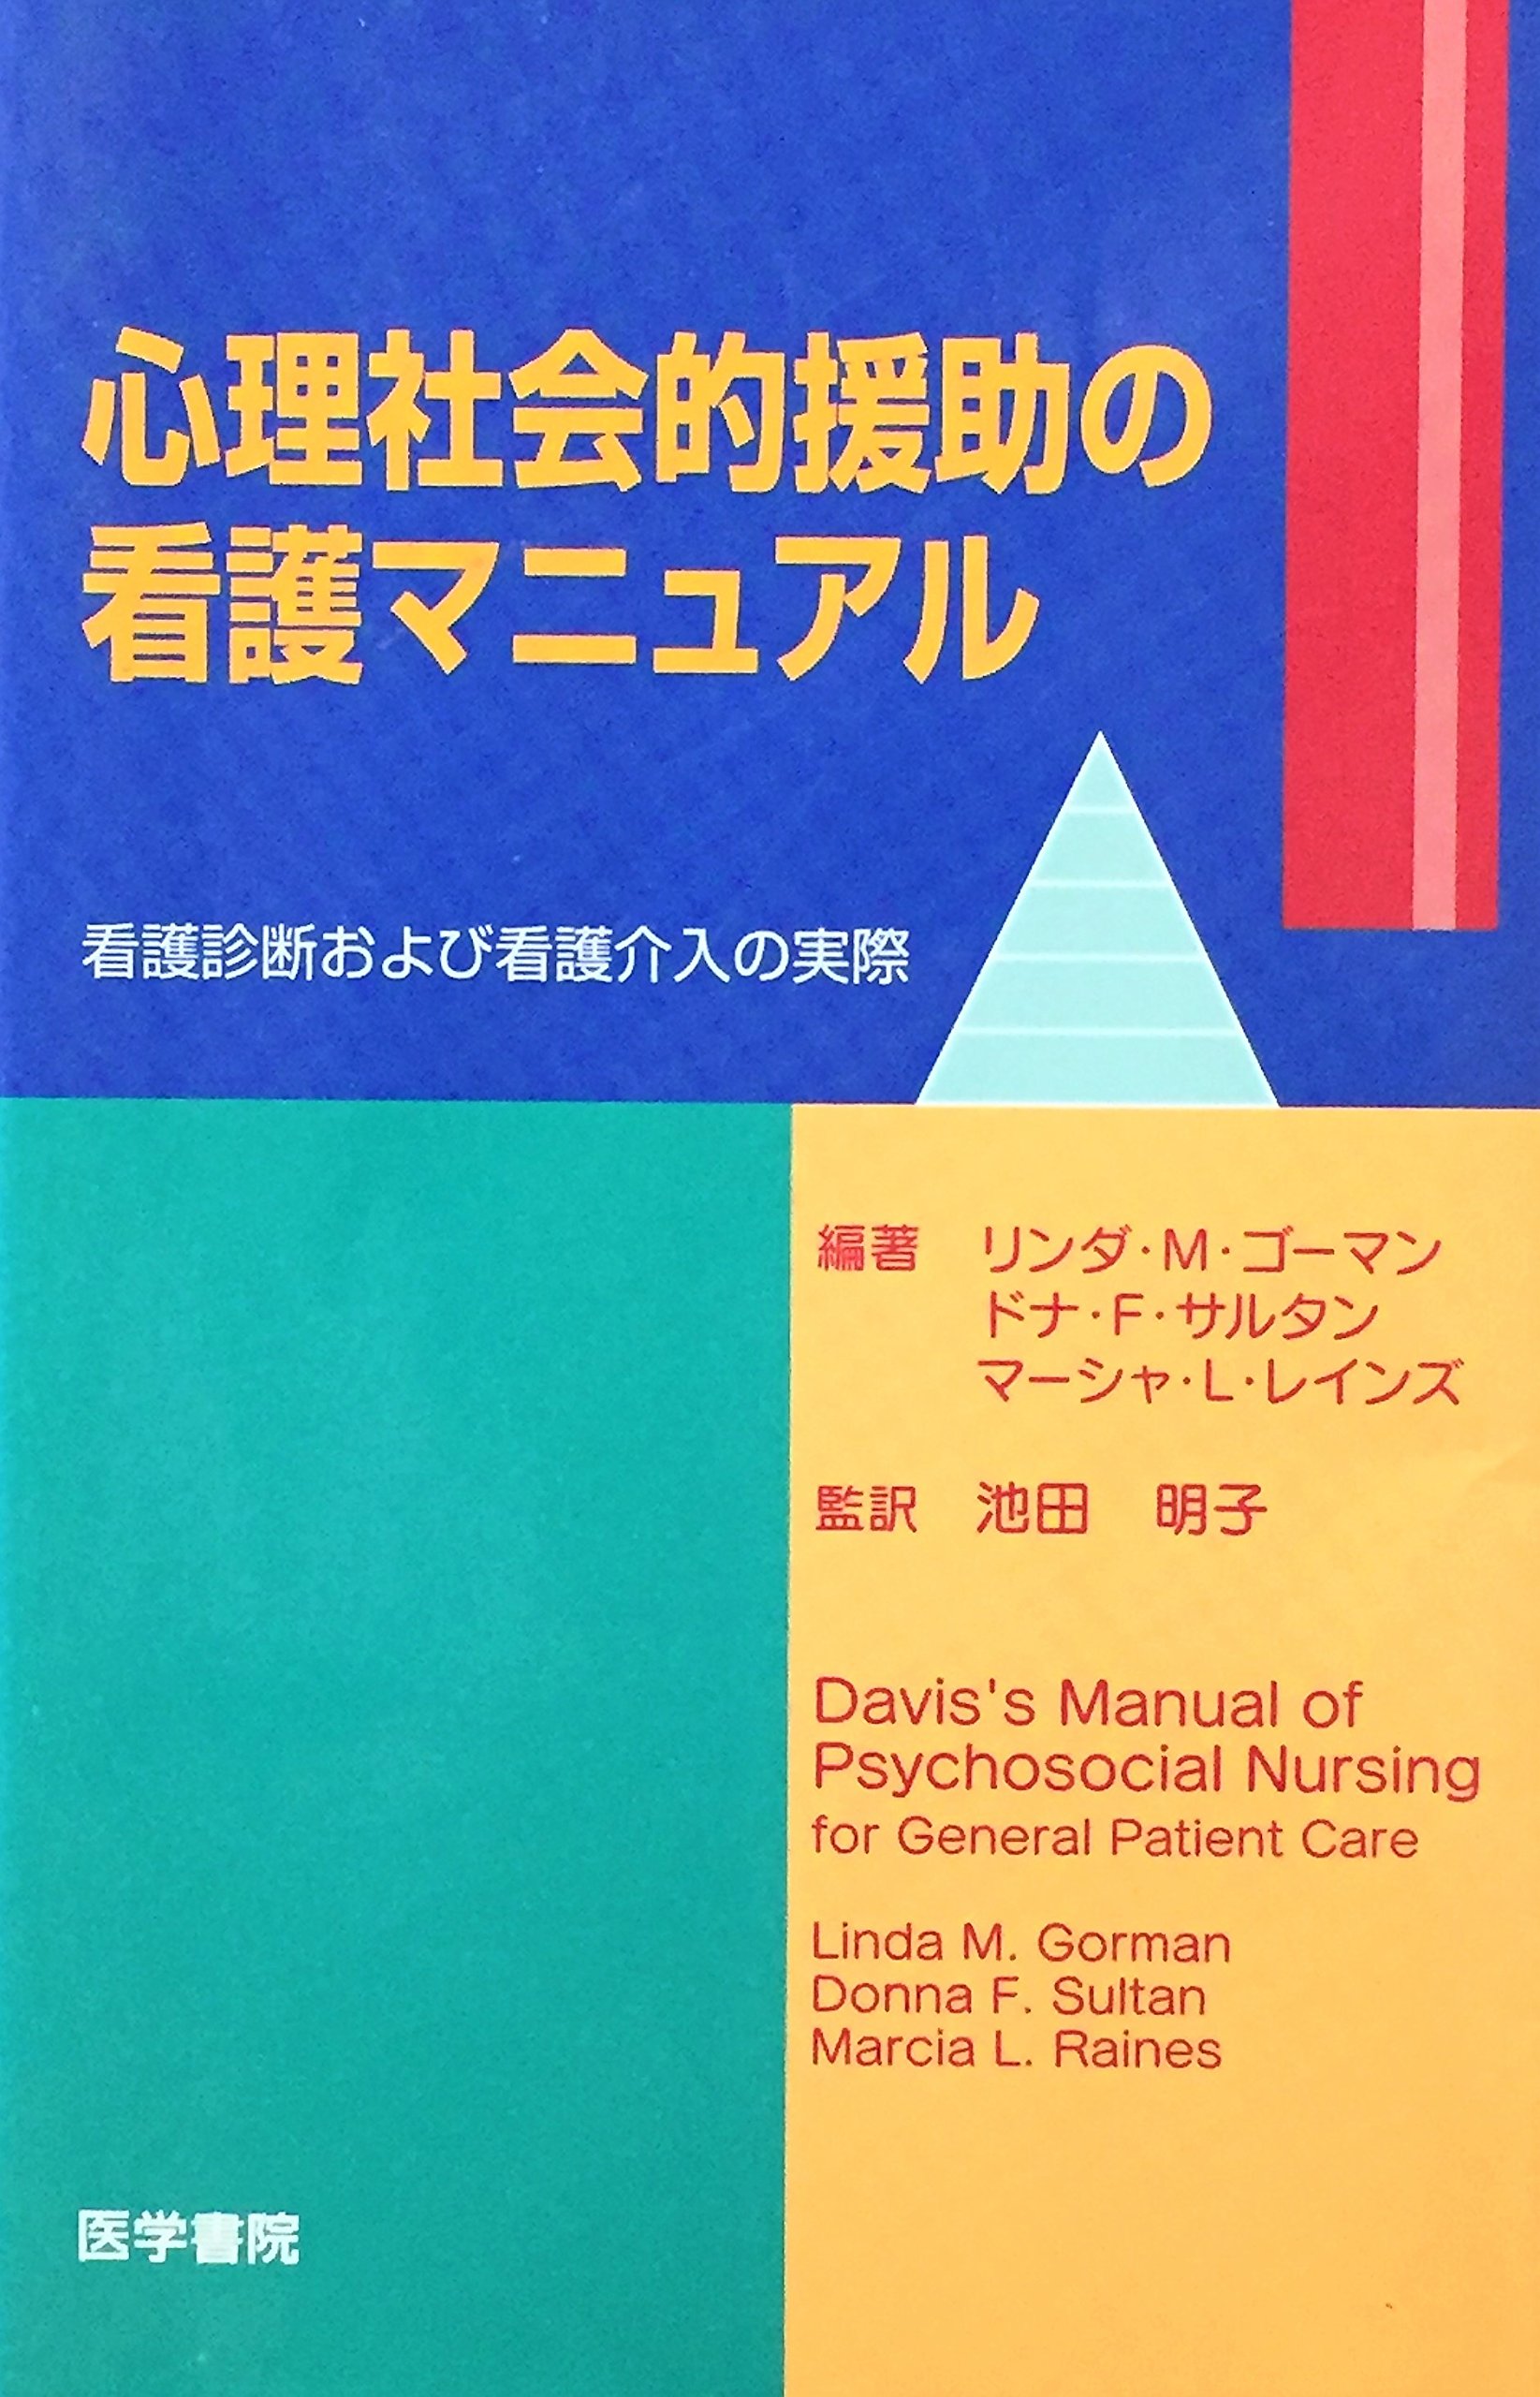 心理社会的援助の
看護マニュアル
看護診断および看護介入の実際
編著 リンダ・M・ゴーマン
ドナ・F・サルタン
マーシャ・L・レインズ
監訳 池田 明子
Davis's Manual of
Psychosocial Nursing
for General Patient Care
Linda M. Gorman
Donna F. Sultan
Marcia L. Raines
医学書院